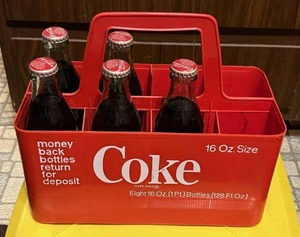 money
back
bottles
return
for
deposit
Coke
16 Oz. Size
Eight 16 Oz. (1 Pt.) Bottles (128 Fl. Oz.)